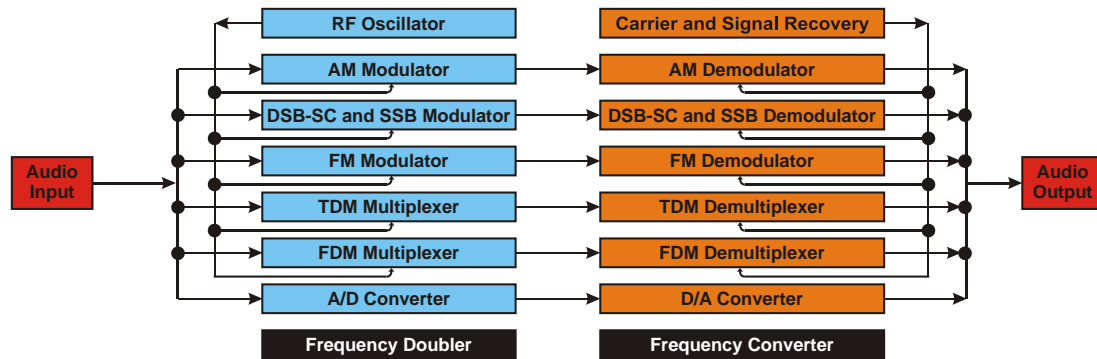 RF Oscillator
Carrier and Signal Recovery
AM Modulator
AM Demodulator
DSB-SC and SSB Modulator
DSB-SC and SSB Demodulator
Audio
Input
FM Modulator
FM Demodulator
Audio
Output
TDM Multiplexer
TDM Demultiplexer
FDM Multiplexer
FDM Demultiplexer
A/D Converter
D/A Converter
Frequency Doubler
Frequency Converter